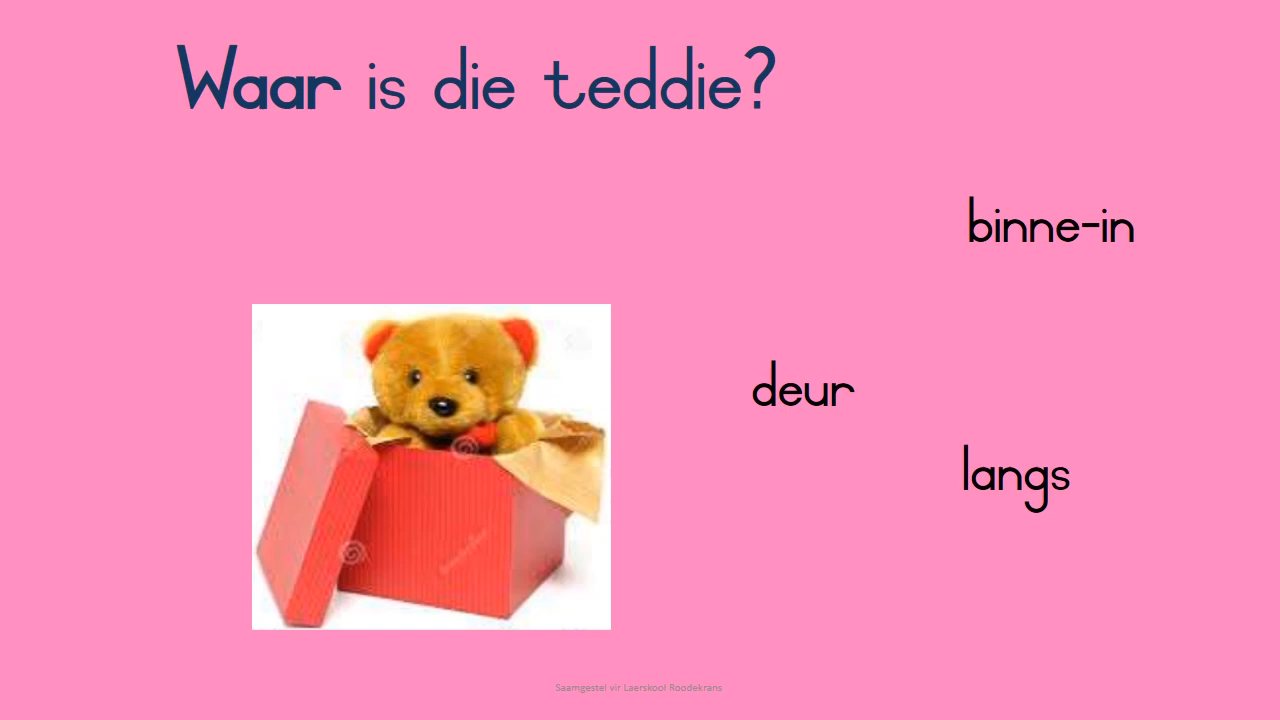 Waar is die teddie?
binne-in
deur
langs
Saamgestel vir Laerskool Roodekrans